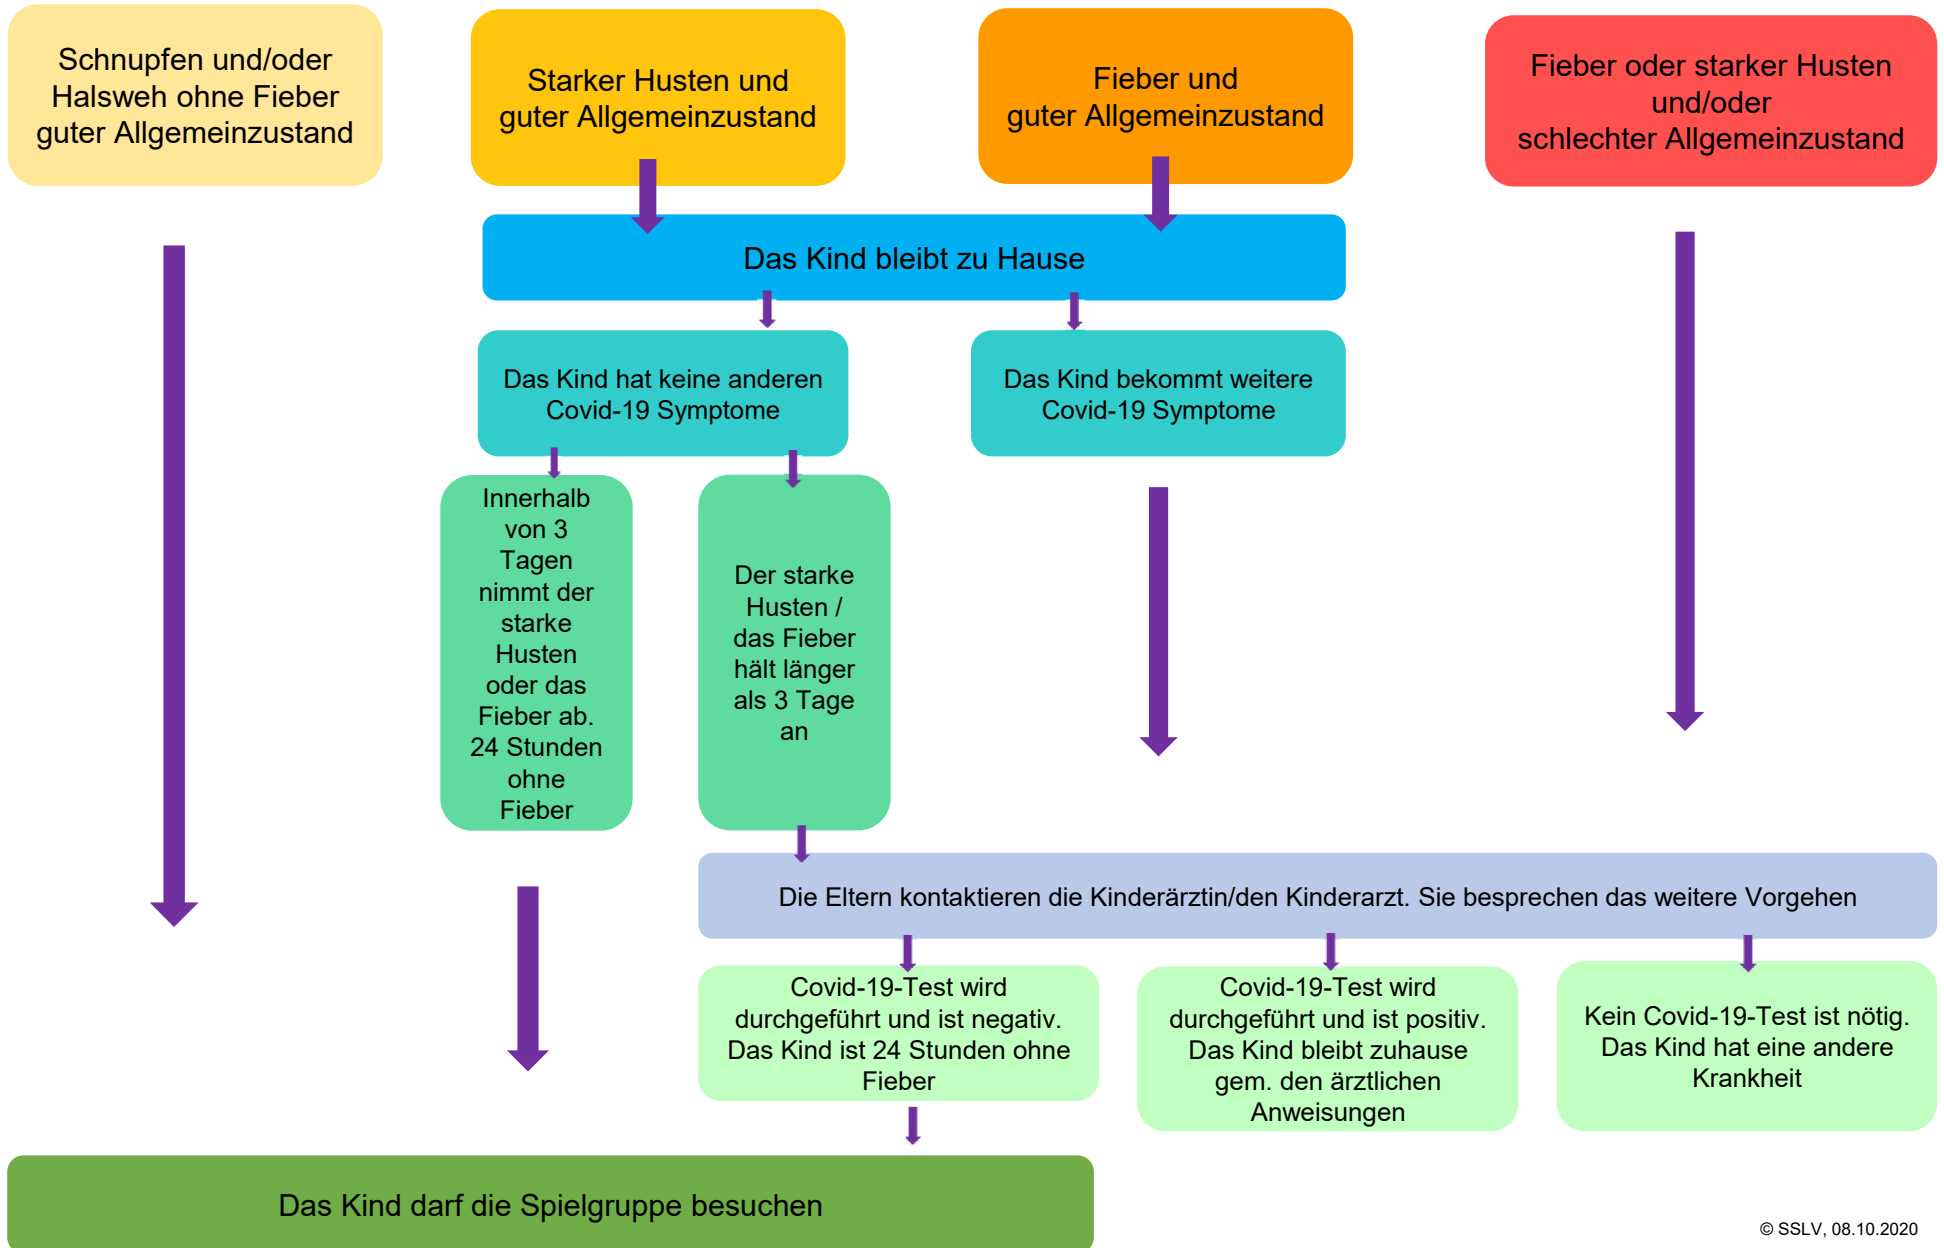 Schnupfen und/oder
Halsweh ohne Fieber
guter Allgemeinzustand
Starker Husten und
guter Allgemeinzustand
Fieber und
guter Allgemeinzustand
Fieber oder starker Husten
und/oder
schlechter Allgemeinzustand
Das Kind bleibt zu Hause
Das Kind hat keine anderen
Covid-19 Symptome
Das Kind bekommt weitere
Covid-19 Symptome
Innerhalb
von 3
Tagen
nimmt der
starke
Husten
oder das
Fieber ab.
24 Stunden
ohne
Fieber
Der starke
Husten /
das Fieber
hält länger
als 3 Tage
an
Die Eltern kontaktieren die Kinderärztin/den Kinderarzt. Sie besprechen das weitere Vorgehen
Covid-19-Test wird
durchgeführt und ist negativ.
Das Kind ist 24 Stunden ohne
Fieber
Covid-19-Test wird
durchgeführt und ist positiv.
Das Kind bleibt zuhause
gem. den ärztlichen
Anweisungen
Kein Covid-19-Test ist nötig.
Das Kind hat eine andere
Krankheit
Das Kind darf die Spielgruppe besuchen
© SSLV, 08.10.2020